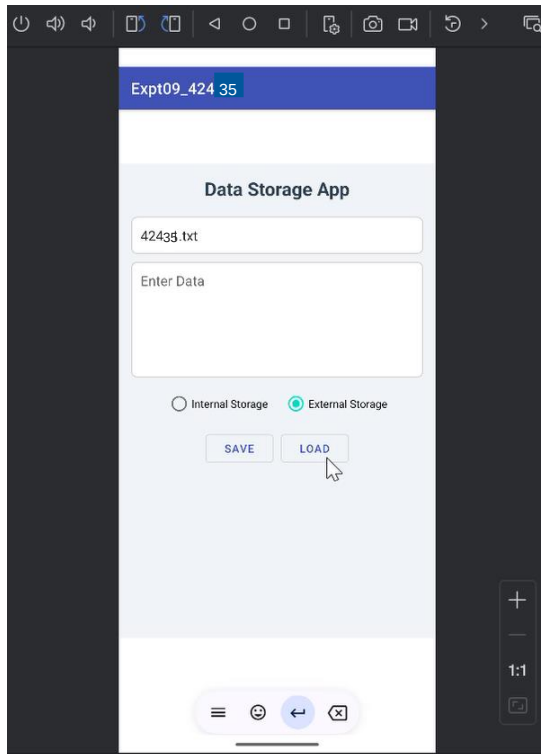 Expt09_42435
Data Storage App
42435.txt
Enter Data
Internal Storage External Storage
SAVE LOAD
1:1